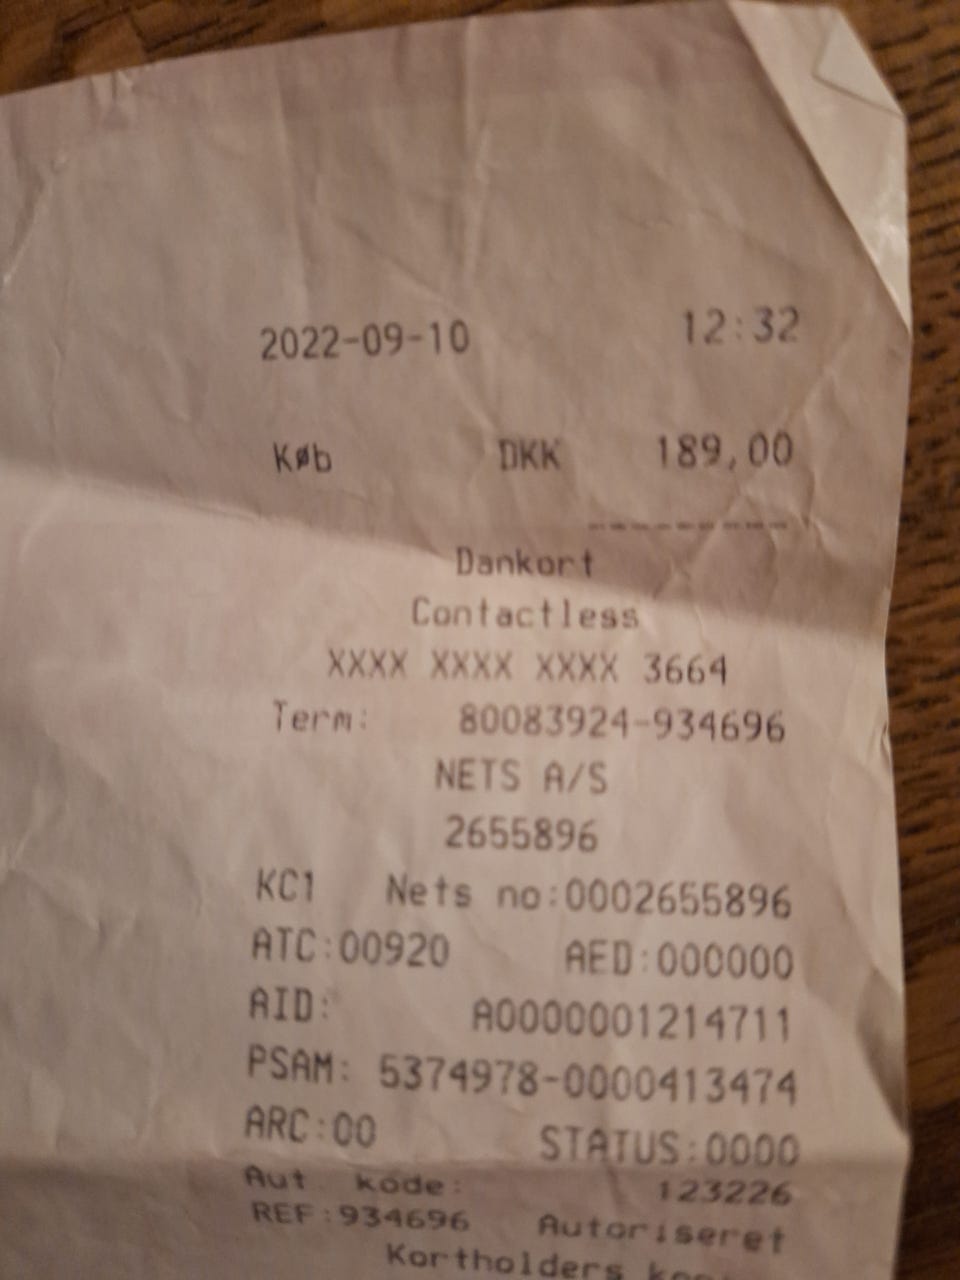 2022-09-10 12:32
Køb DKK 189,00
----------
Dankort
Contactless
XXXX XXXX XXXX 3664
Term: 80083924-934696
NETS A/S
2655896
KC1 Nets no:0002655896
ATC:00920 AED:000000
AID: A0000001214711
PSAM: 5374978-0000413474
ARC:00 STATUS:0000
Aut kode: 123226
REF:934696 Autoriseret
Kortholders